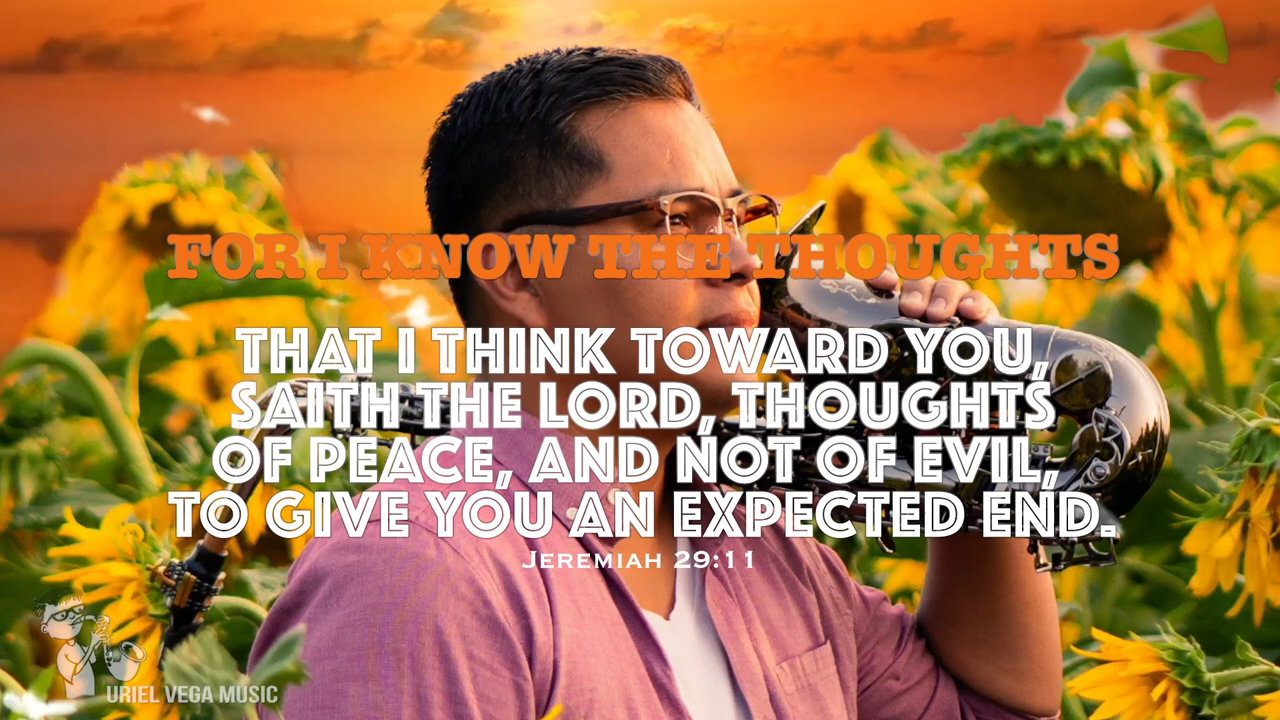 FOR I KNOW THE THOUGHTS
THAT I THINK TOWARD YOU,
SAITH THE LORD, THOUGHTS
OF PEACE, AND NOT OF EVIL,
TO GIVE YOU AN EXPECTED END.
JEREMIAH 29:11
URIEL VEGA MUSIC